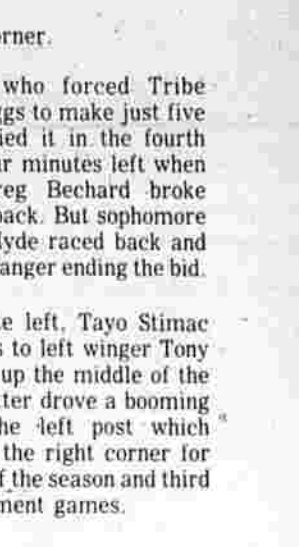 orner.
who forced Tribe
ggs to make just five
ied it in the fourth
ur minutes left when
reg Bechard broke
back. But sophomore
lyde raced back and
anger ending the bid.
e left, Tayo Stimac
s to left winger Tony
up the middle of the
ter drove a booming
he left post which
the right corner for
f the season and third
ment games.